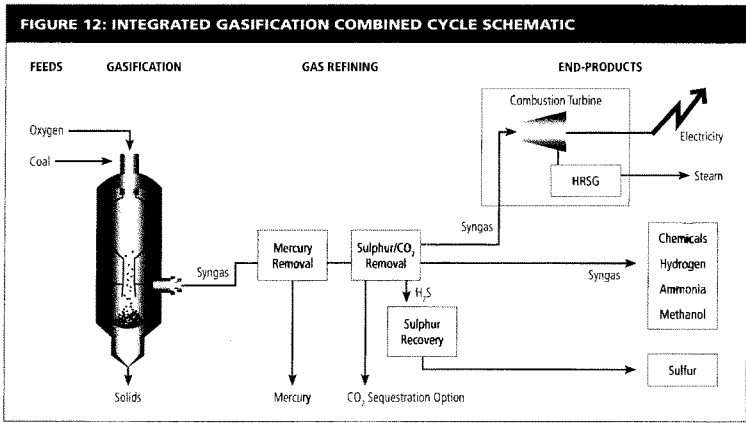 FIGURE 12: INTEGRATED GASIFICATION COMBINED CYCLE SCHEMATIC
FEEDS GASIFICATION GAS REFINING END-PRODUCTS
Combustion Turbine
Oxygen
Coal
Electricity
HRSG
Steam
Syngas
Mercury
Removal
Sulphur/CO₂
Removal
Syngas
Syngas
Chemicals
Hydrogen
Ammonia
Methanol
H₂S
Sulphur
Recovery
Sulfur
Solids
Mercury
CO₂ Sequestration Option